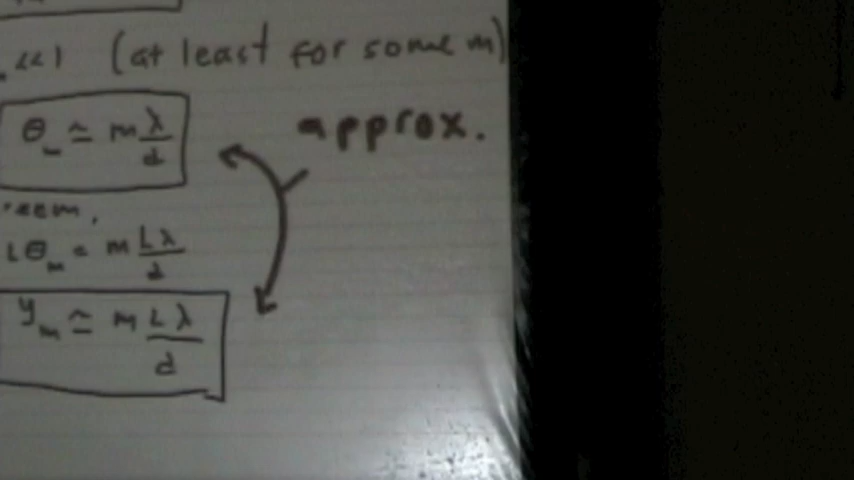 <<1 (at least for some m)
θm ≃ m λ/d
approx.
Lθm = m Lλ/d
ym ≃ m Lλ/d